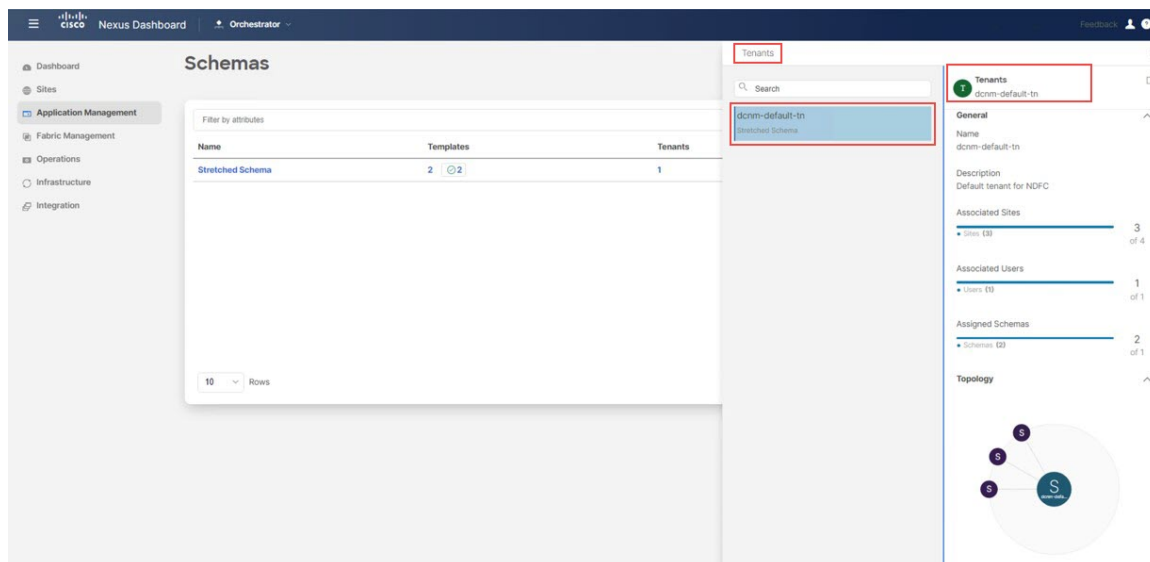 cisco Nexus Dashboard Orchestrator Feedback
Dashboard
Sites
Application Management
Fabric Management
Operations
Infrastructure
Integration
Schemas
Filter by attributes
Name Templates Tenants
Stretched Schema 2 2 1
10 Rows
Tenants
Search
dcnm-default-tn
Stretched Schema
T
Tenants
dcnm-default-tn
General
Name
dcnm-default-tn
Description
Default tenant for NDFC
Associated Sites
Sites (3)
3
of 4
Associated Users
Users (1)
1
of 1
Assigned Schemas
Schemas (2)
2
of 1
Topology
S
S
S
S
dcnm-defa...